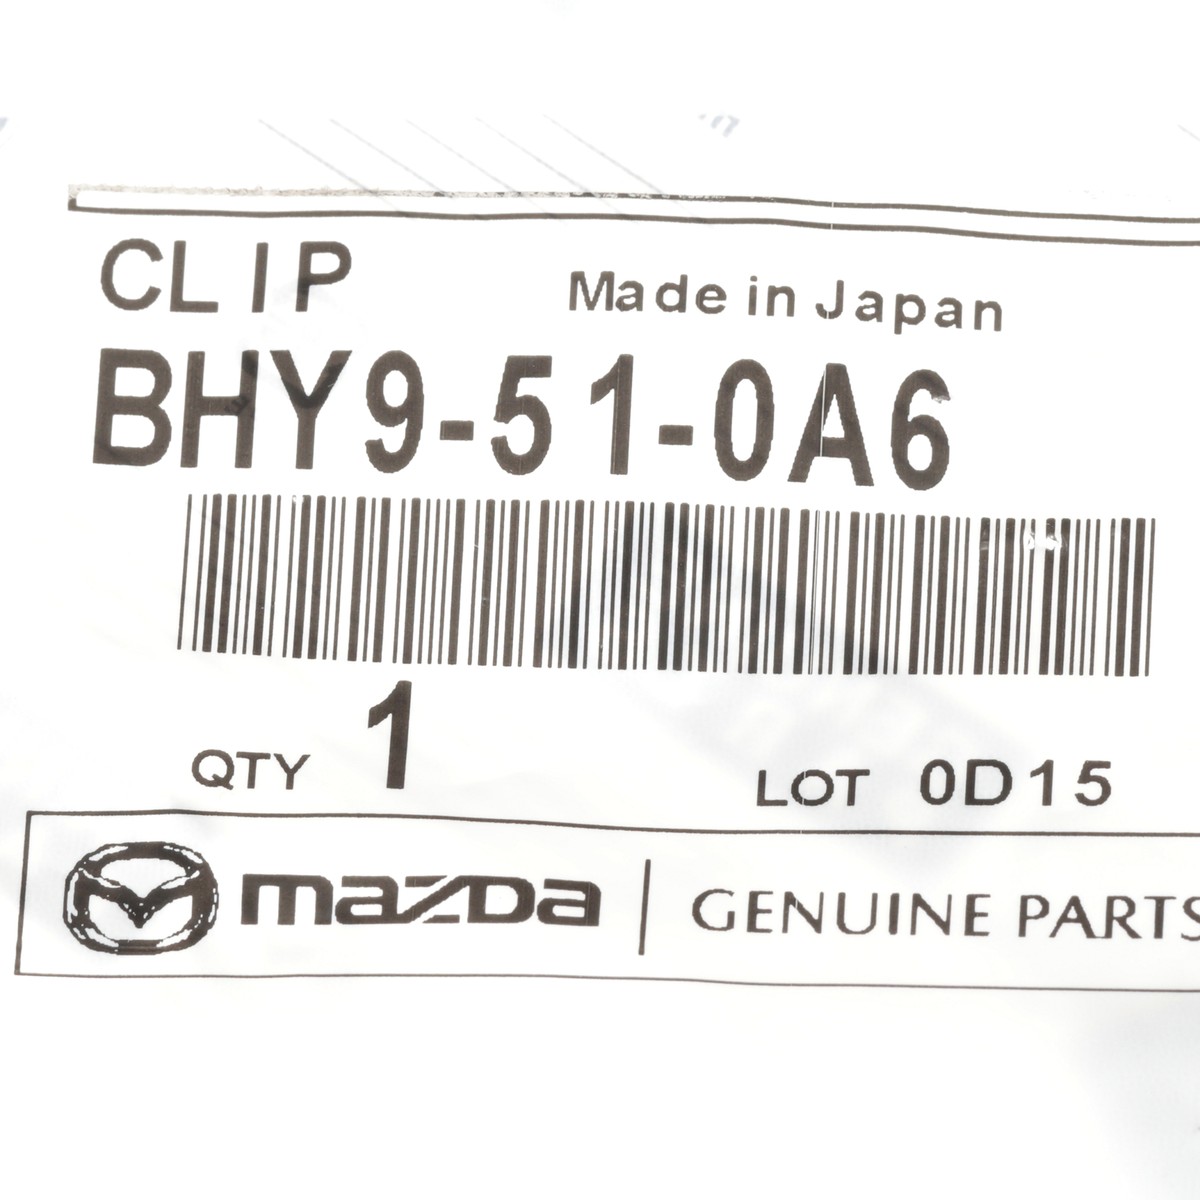 CLIP Made in Japan
BHY9-51-0A6
QTY 1 LOT 0D15
mazda GENUINE PARTS